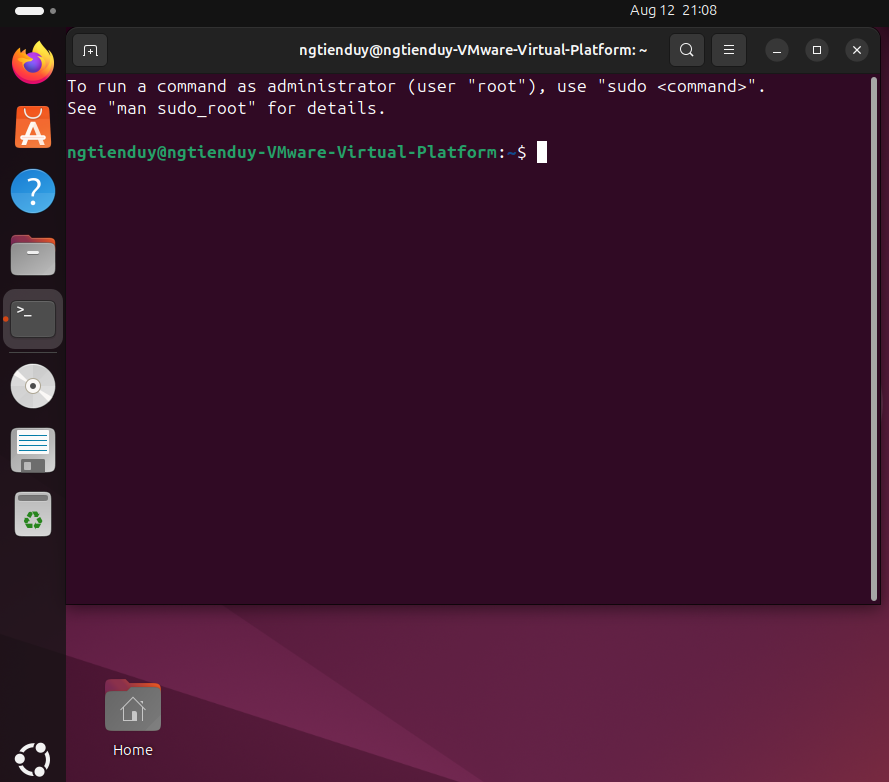 Aug 12 21:08
ngtienduy@ngtienduy-VMware-Virtual-Platform: ~
To run a command as administrator (user "root"), use "sudo <command>".
See "man sudo_root" for details.
ngtienduy@ngtienduy-VMware-Virtual-Platform:~$
>_
Home